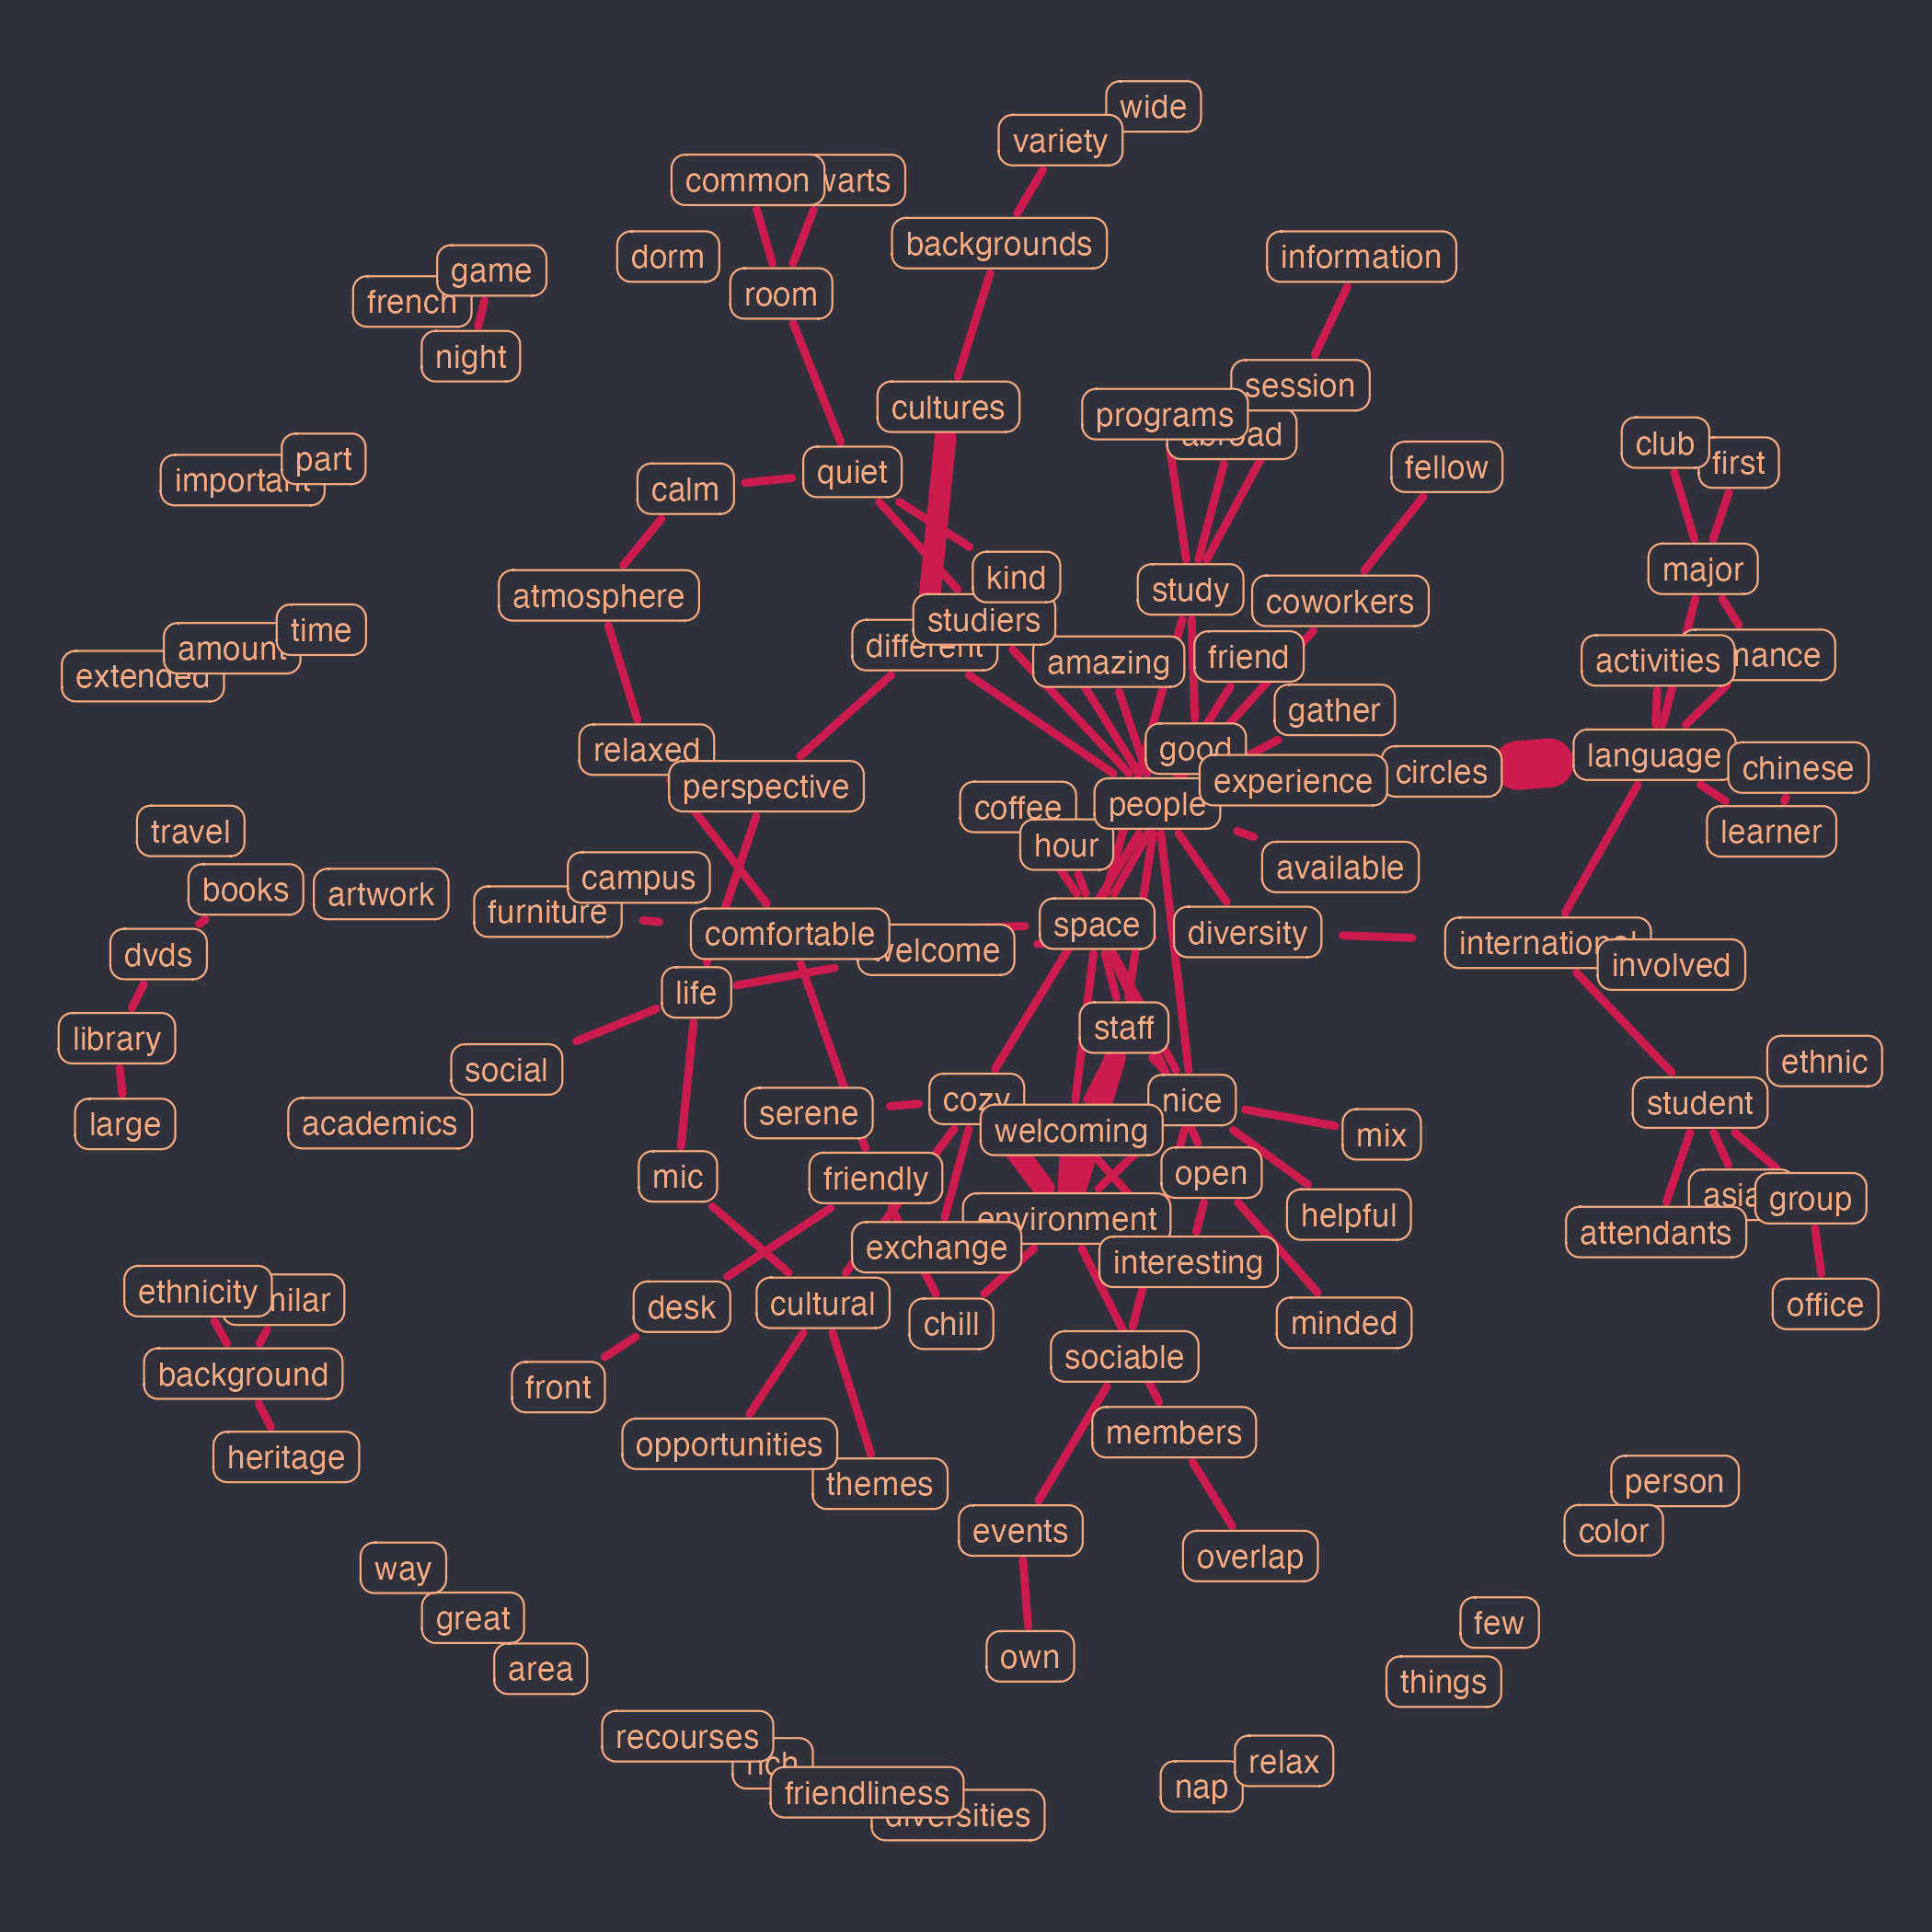 wide
variety
common
backgrounds
dorm
information
game
room
french
night
session
cultures
programs
abroad
club
part
first
fellow
quiet
important
calm
major
kind
study
atmosphere
coworkers
studiers
time
different
amount
friend
amazing
activities
extended
gather
good
relaxed
language
chinese
circles
experience
perspective
people
coffee
travel
learner
hour
available
campus
books
artwork
furniture
space
diversity
comfortable
international
welcome
dvds
involved
life
staff
library
ethnic
social
cozy
nice
student
serene
academics
large
welcoming
mix
open
mic
friendly
group
helpful
environment
attendants
exchange
interesting
ethnicity
cultural
office
desk
minded
chill
sociable
background
front
members
opportunities
heritage
person
themes
events
color
overlap
way
great
few
own
area
things
recourses
relax
nap
friendliness
diversities